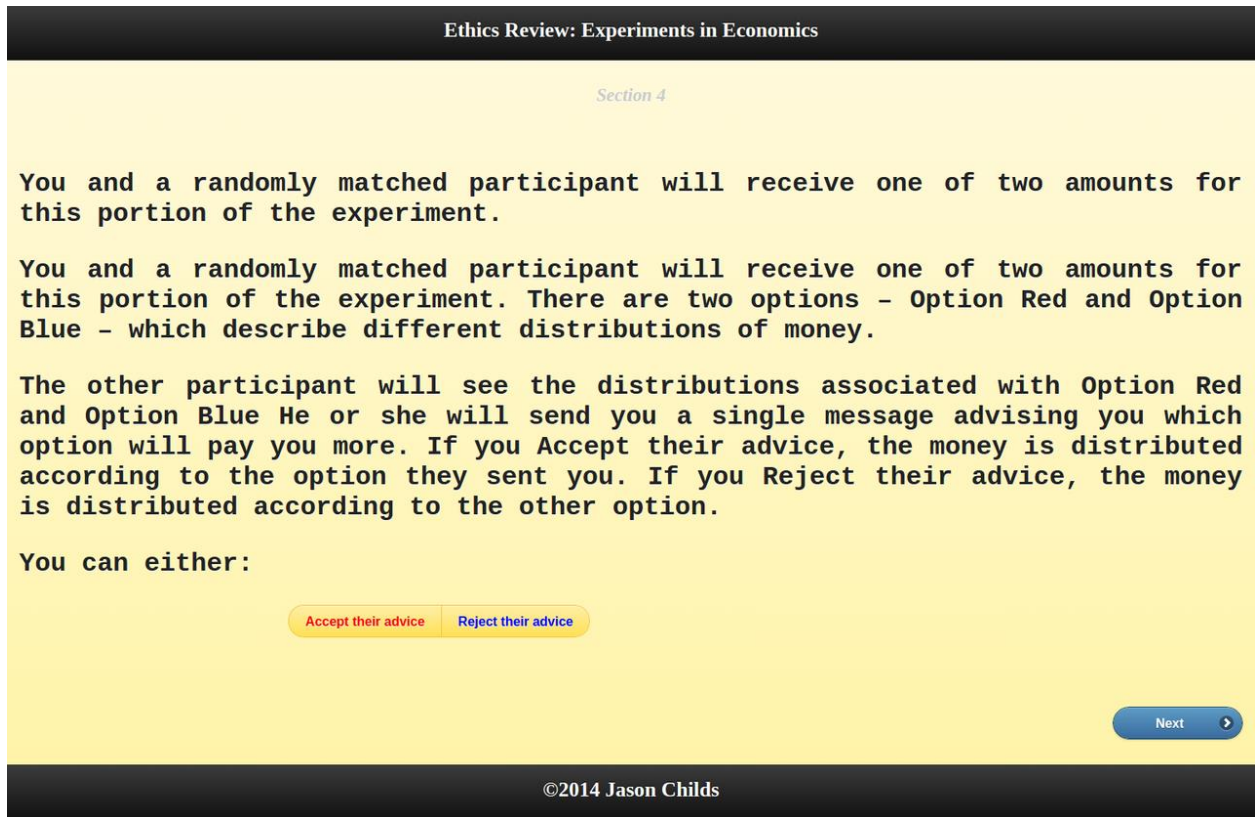 Ethics Review: Experiments in Economics
Section 4
You and a randomly matched participant will receive one of two amounts for
this portion of the experiment.
You and a randomly matched participant will receive one of two amounts for
this portion of the experiment. There are two options – Option Red and Option
Blue – which describe different distributions of money.
The other participant will see the distributions associated with Option Red
and Option Blue He or she will send you a single message advising you which
option will pay you more. If you Accept their advice, the money is distributed
according to the option they sent you. If you Reject their advice, the money
is distributed according to the other option.
You can either:
Accept their advice Reject their advice
Next
©2014 Jason Childs